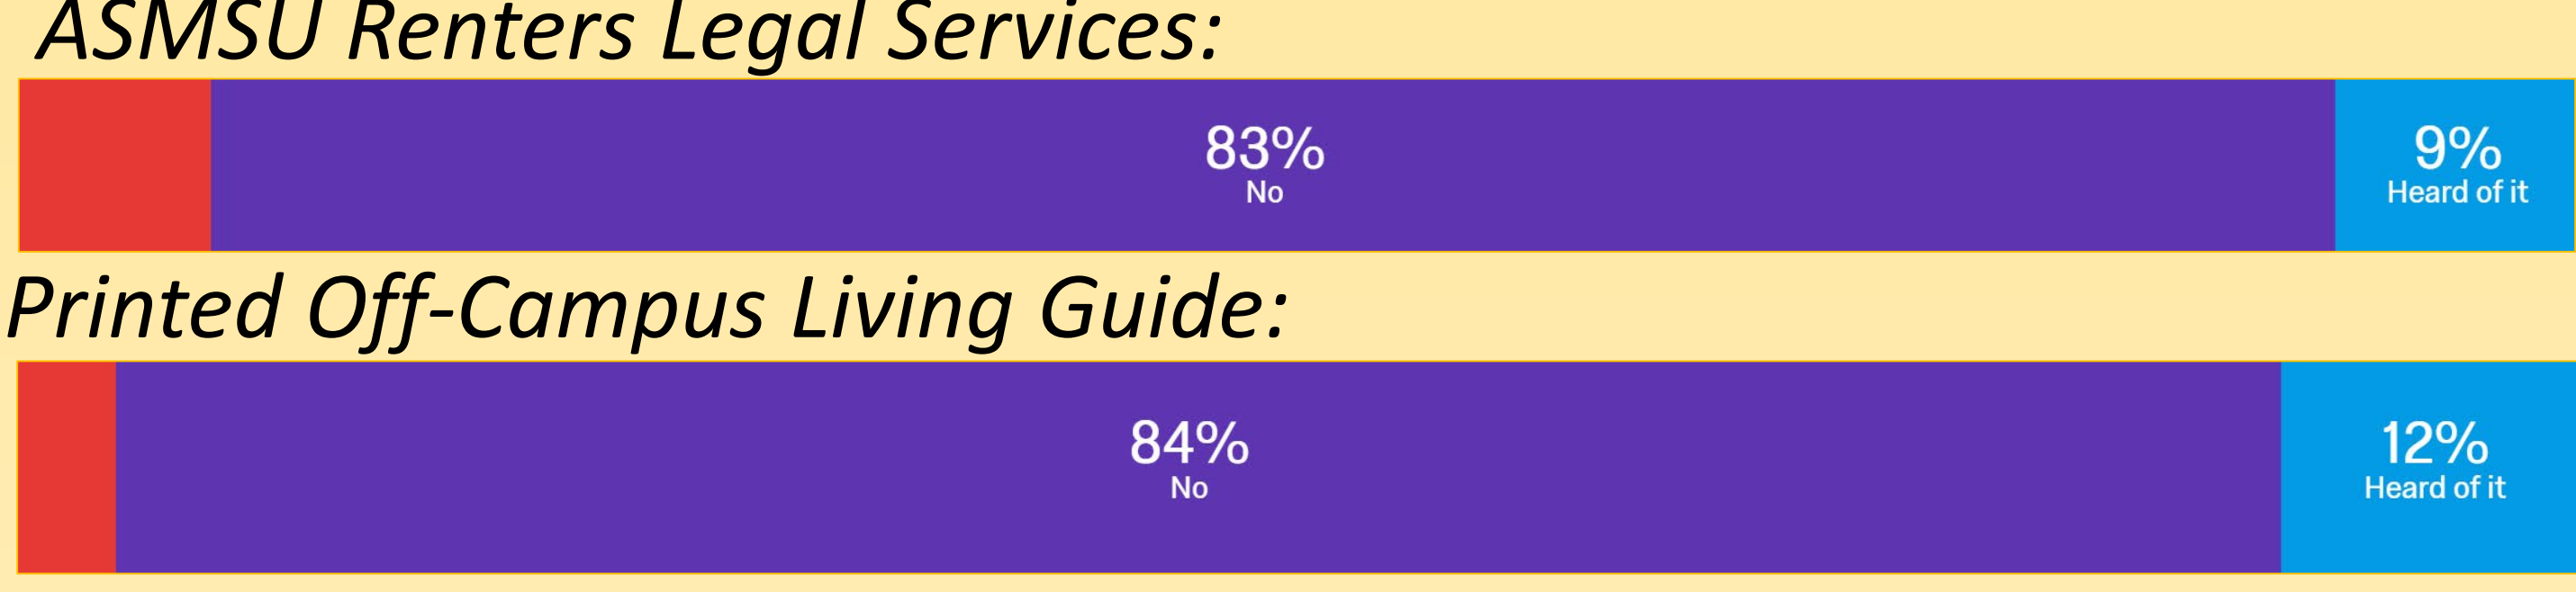 ASMSU Renters Legal Services:
83%
No
9%
Heard of it
Printed Off-Campus Living Guide:
84%
No
12%
Heard of it